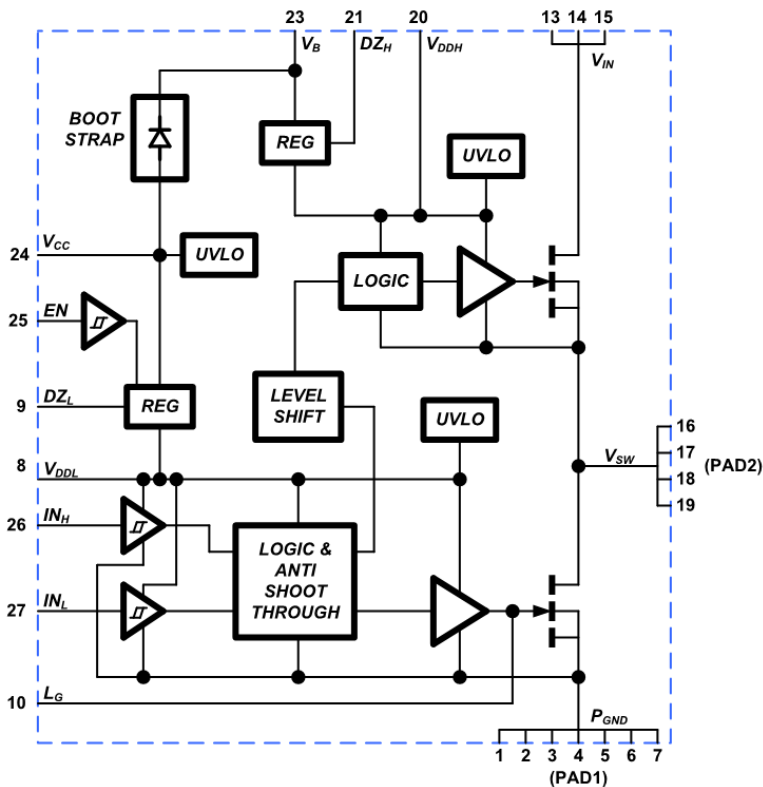 23 21 20 13 14 15
VB DZH VDDH VIN
BOOT
STRAP
REG
UVLO
24 VCC
UVLO
LOGIC
25 EN
9 DZL
REG
LEVEL
SHIFT
UVLO
8 VDDL
16
17
VSW
(PAD2)
18
19
26 INH
LOGIC &
ANTI
SHOOT
THROUGH
27 INL
10 LG
PGND
1 2 3 4 5 6 7
(PAD1)